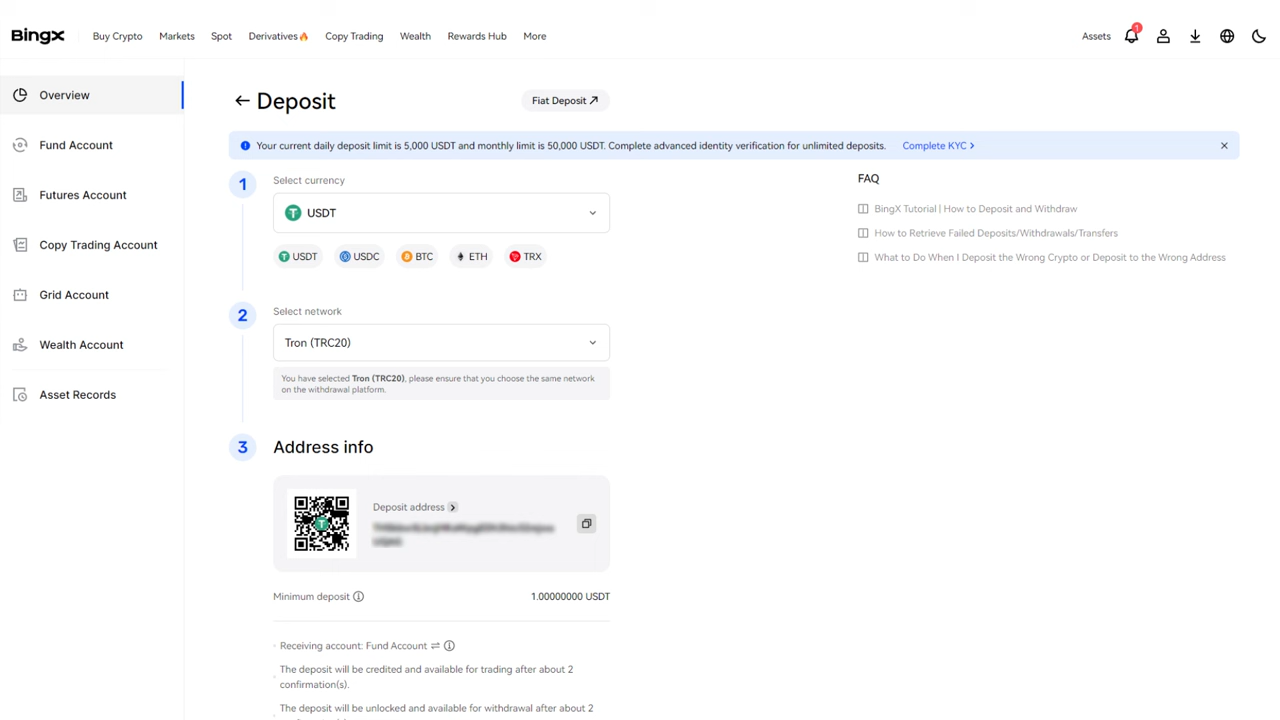 BingX
Buy Crypto
Markets
Spot
Derivatives
Copy Trading
Wealth
Rewards Hub
More
Assets
1
Overview
Fund Account
Futures Account
Copy Trading Account
Grid Account
Wealth Account
Asset Records
Deposit
Fiat Deposit
Your current daily deposit limit is 5,000 USDT and monthly limit is 50,000 USDT. Complete advanced identity verification for unlimited deposits. Complete KYC >
1
Select currency
USDT
USDT
USDC
BTC
ETH
TRX
2
Select network
Tron (TRC20)
You have selected Tron (TRC20), please ensure that you choose the same network
on the withdrawal platform.
3
Address info
Deposit address >
Minimum deposit
1.00000000 USDT
Receiving account: Fund Account
The deposit will be credited and available for trading after about 2
confirmation(s).
The deposit will be unlocked and available for withdrawal after about 2
FAQ
BingX Tutorial | How to Deposit and Withdraw
How to Retrieve Failed Deposits/Withdrawals/Transfers
What to Do When I Deposit the Wrong Crypto or Deposit to the Wrong Address